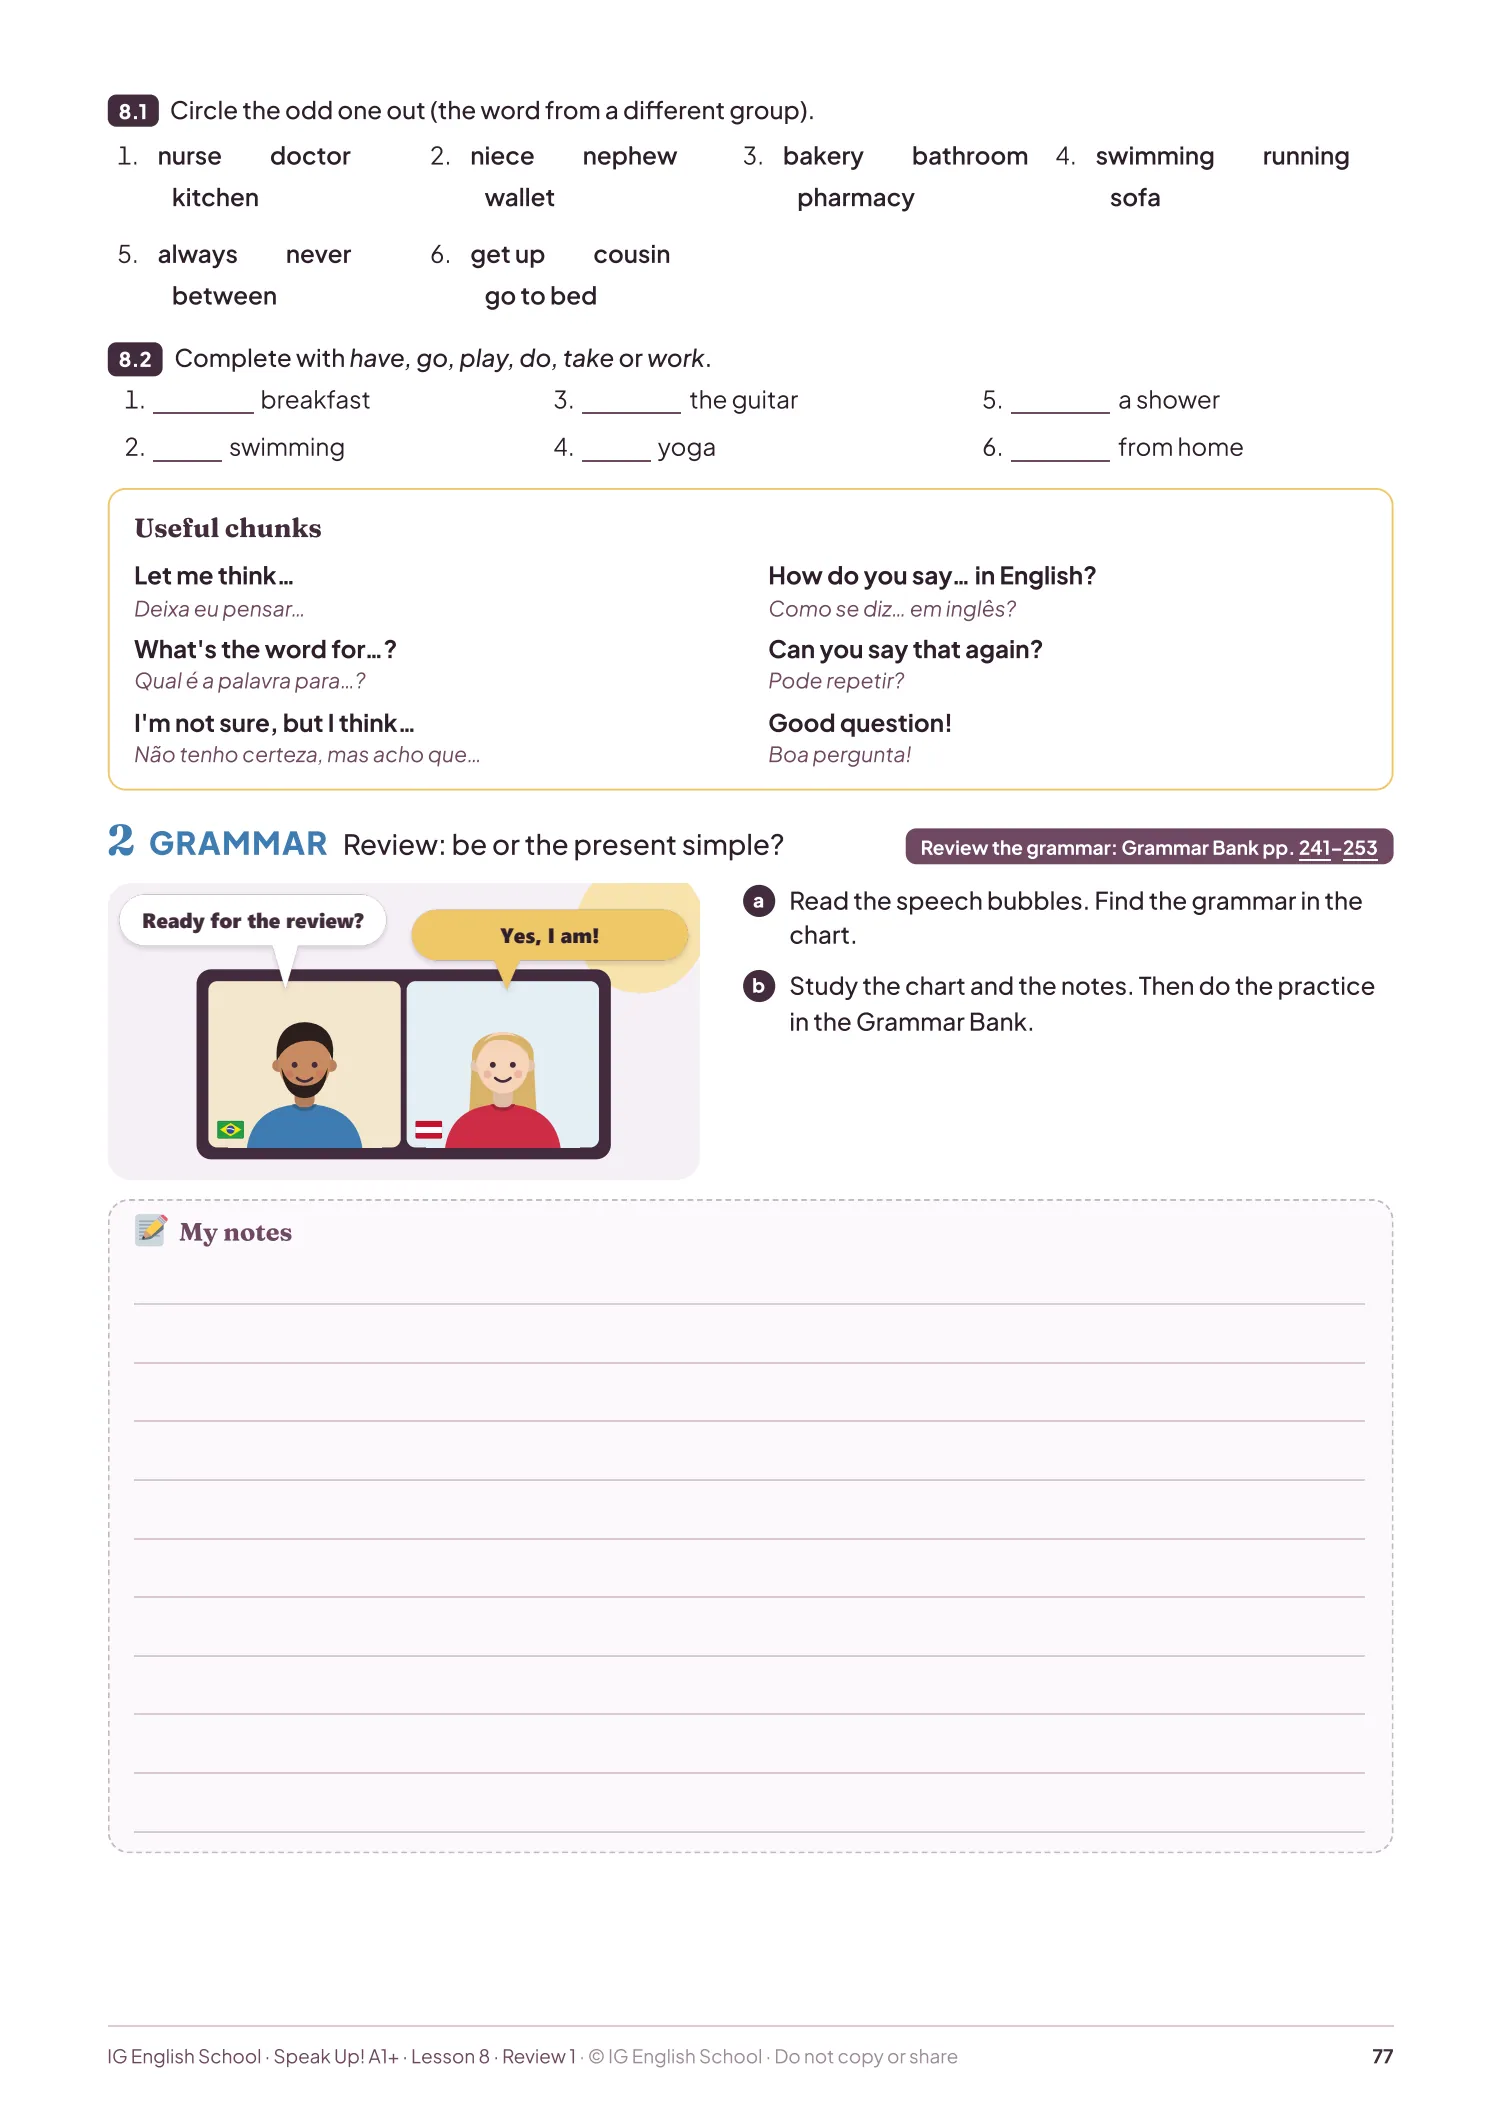 8.1 Circle the odd one out (the word from a different group).
1. nurse doctor
kitchen
2. niece nephew
wallet
3. bakery bathroom
pharmacy
4. swimming running
sofa
5. always never
between
6. get up cousin
go to bed
8.2 Complete with have, go, play, do, take or work.
1. ________ breakfast
2. _____ swimming
3. ________ the guitar
4. _____ yoga
5. ________ a shower
6. ________ from home
Useful chunks
Let me think…
Deixa eu pensar…
What's the word for…?
Qual é a palavra para…?
I'm not sure, but I think…
Não tenho certeza, mas acho que…
How do you say… in English?
Como se diz… em inglês?
Can you say that again?
Pode repetir?
Good question!
Boa pergunta!
2 GRAMMAR Review: be or the present simple?
Review the grammar: Grammar Bank pp. 241–253
Ready for the review?
Yes, I am!
a Read the speech bubbles. Find the grammar in the
chart.
b Study the chart and the notes. Then do the practice
in the Grammar Bank.
My notes
IG English School · Speak Up! A1+ · Lesson 8 · Review 1 · © IG English School · Do not copy or share
77